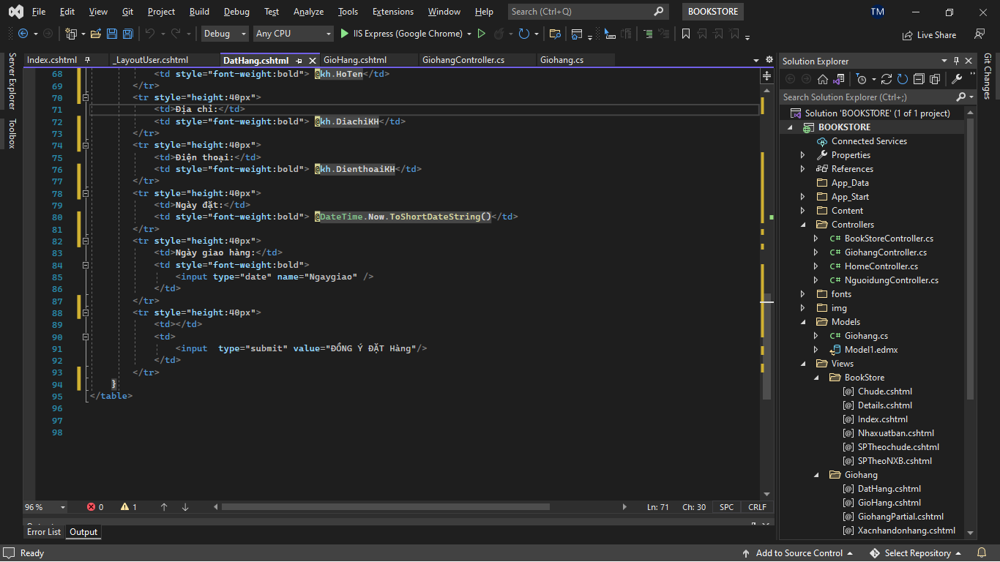 File Edit View Git Project Build Debug Test Analyze Tools Extensions Window Help Search (Ctrl+Q) BOOKSTORE TM
Debug Any CPU IIS Express (Google Chrome) Live Share
Server Explorer
Toolbox
Index.cshtml _LayoutUser.cshtml DatHang.cshtml GioHang.cshtml GiohangController.cs Giohang.cs
68 <td style="font-weight:bold"> @kh.HoTen</td>
69 </tr>
70 <tr style="height:40px">
71 <td>Địa chỉ:</td>
72 <td style="font-weight:bold"> @kh.DiachiKH</td>
73 </tr>
74 <tr style="height:40px">
75 <td>Điện thoại:</td>
76 <td style="font-weight:bold"> @kh.DienthoaiKH</td>
77 </tr>
78 <tr style="height:40px">
79 <td>Ngày đặt:</td>
80 <td style="font-weight:bold"> @DateTime.Now.ToShortDateString()</td>
81 </tr>
82 <tr style="height:40px">
83 <td>Ngày giao hàng:</td>
84 <td style="font-weight:bold">
85 <input type="date" name="Ngaygiao" />
86 </td>
87 </tr>
88 <tr style="height:40px">
89 <td></td>
90 <td>
91 <input  type="submit" value="ĐỒNG Ý ĐẶT Hàng"/>
92 </td>
93 </tr>
94 }
95 </table>
96
97
98
96 % 0 1 Ln: 71 Ch: 30 SPC CRLF
Error List Output
Ready Add to Source Control Select Repository
Solution Explorer
Search Solution Explorer (Ctrl+;)
Solution 'BOOKSTORE' (1 of 1 project)
BOOKSTORE
Connected Services
Properties
References
App_Data
App_Start
Content
Controllers
C# BookStoreController.cs
C# GiohangController.cs
C# HomeController.cs
C# NguoidungController.cs
fonts
img
Models
C# Giohang.cs
Model1.edmx
Views
BookStore
[@] Chude.cshtml
[@] Details.cshtml
[@] Index.cshtml
[@] Nhaxuatban.cshtml
[@] SPTheochude.cshtml
[@] SPTheoNXB.cshtml
Giohang
[@] DatHang.cshtml
[@] GioHang.cshtml
[@] GiohangPartial.cshtml
[@] Xacnhandonhang.cshtml
Git Changes